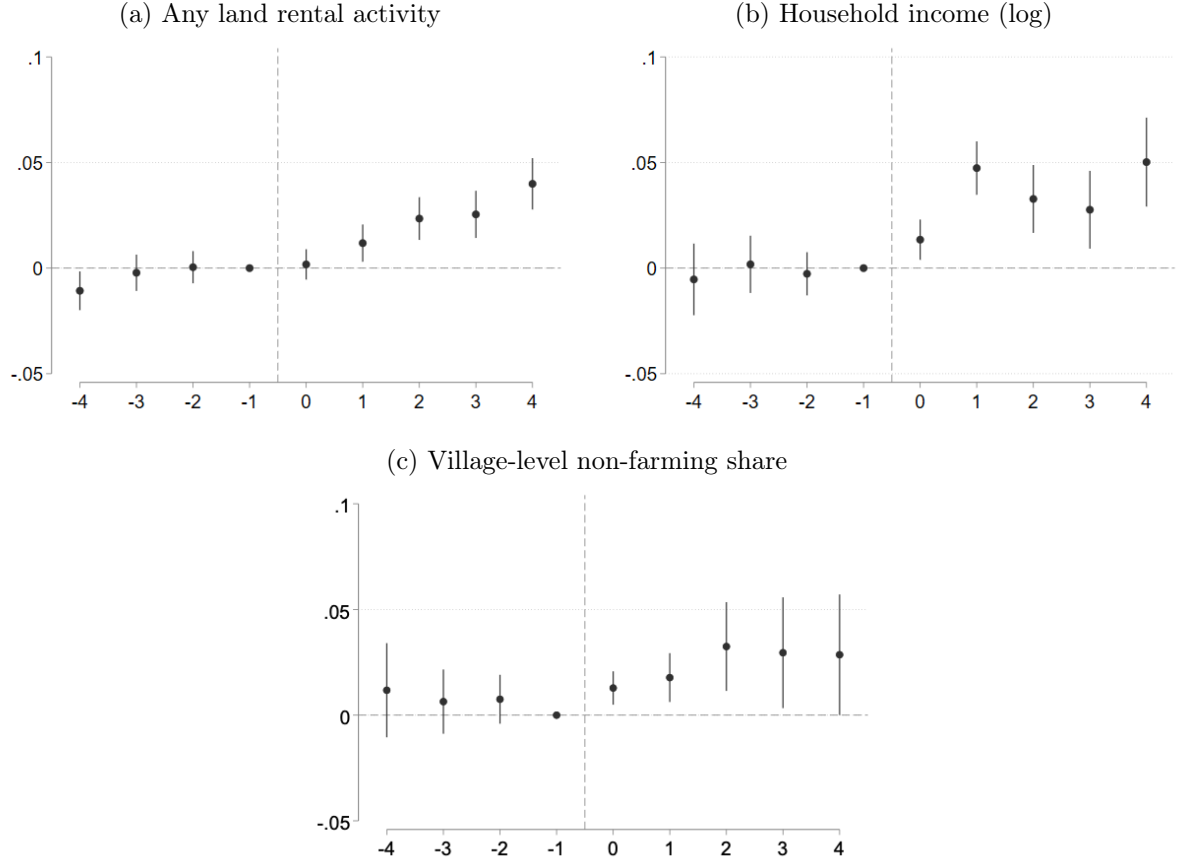 (a) Any land rental activity
.1
.05
0
-.05
-4 -3 -2 -1 0 1 2 3 4
(b) Household income (log)
.1
.05
0
-.05
-4 -3 -2 -1 0 1 2 3 4
(c) Village-level non-farming share
.1
.05
0
-.05
-4 -3 -2 -1 0 1 2 3 4